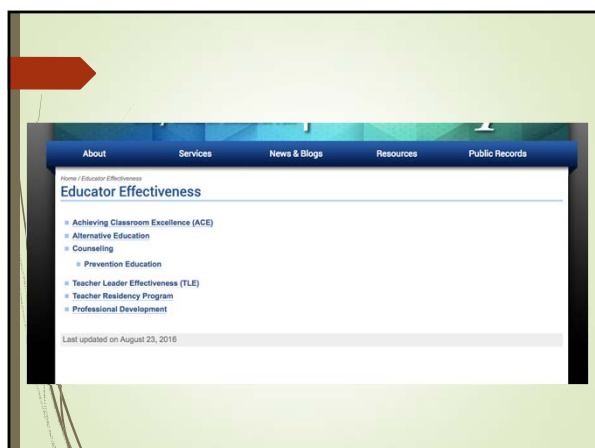 About Services News & Blogs Resources Public Records
Home / Educator Effectiveness
Educator Effectiveness
Achieving Classroom Excellence (ACE)
Alternative Education
Counseling
Prevention Education
Teacher Leader Effectiveness (TLE)
Teacher Residency Program
Professional Development
Last updated on August 23, 2016